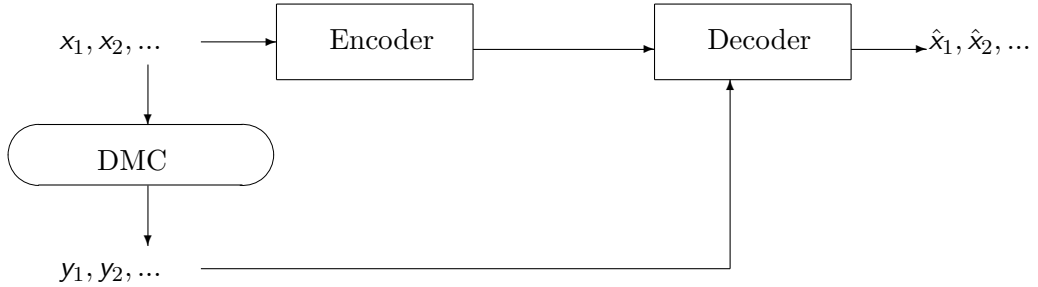 x₁, x₂, ...
Encoder
Decoder
x̂₁, x̂₂, ...
DMC
y₁, y₂, ...